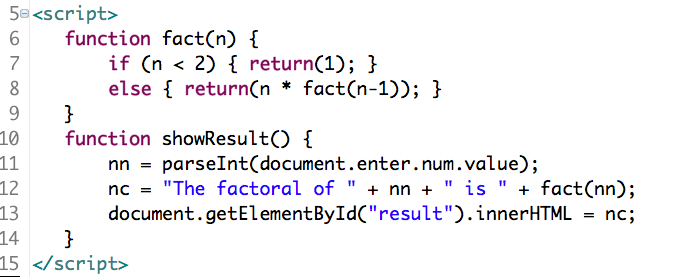 5 <script>
6 function fact(n) {
7 if (n < 2) { return(1); }
8 else { return(n * fact(n-1)); }
9 }
10 function showResult() {
11 nn = parseInt(document.enter.num.value);
12 nc = "The factoral of " + nn + " is " + fact(nn);
13 document.getElementById("result").innerHTML = nc;
14 }
15 </script>